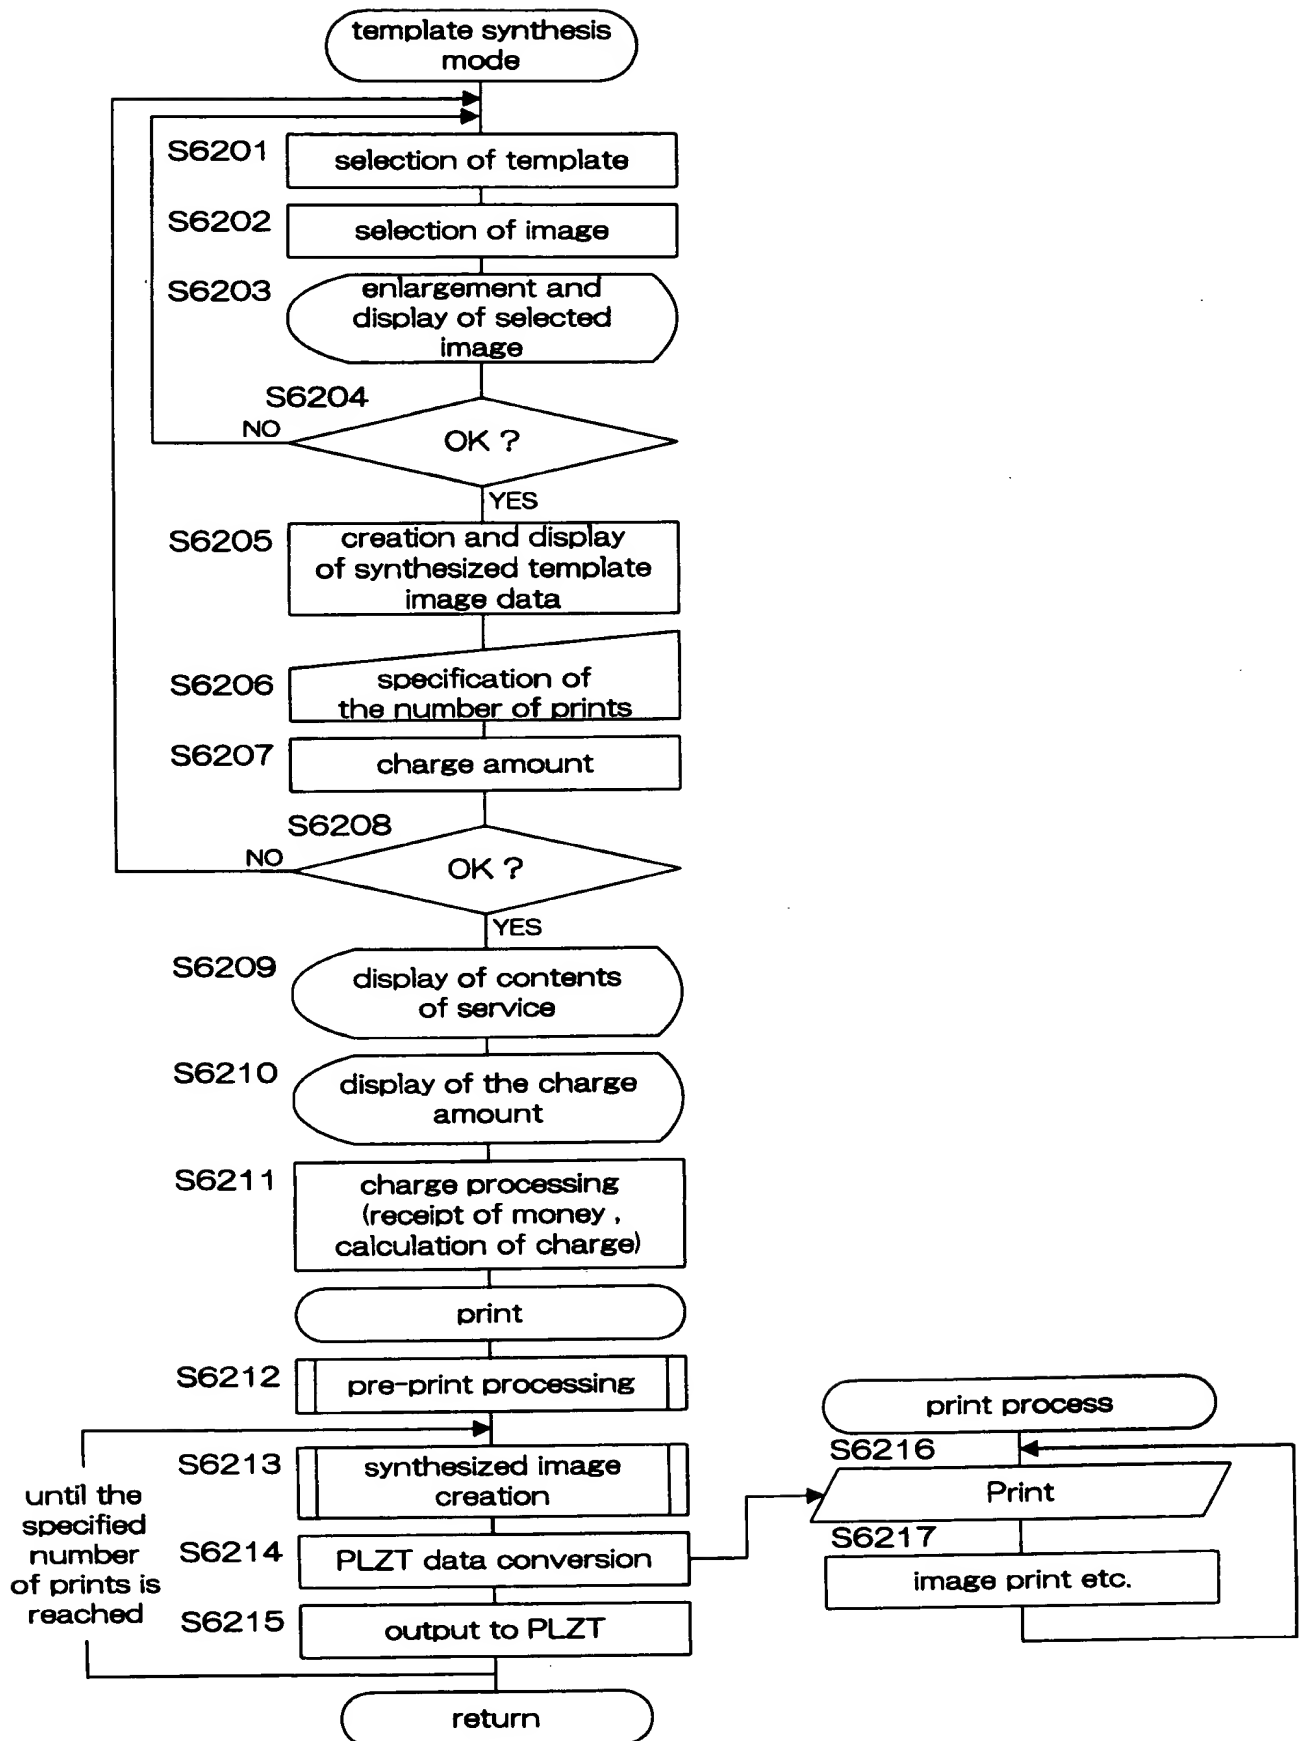 template synthesis
mode
S6201
selection of template
S6202
selection of image
S6203
enlargement and
display of selected
image
S6204
NO
OK ?
YES
S6205
creation and display
of synthesized template
image data
S6206
specification of
the number of prints
S6207
charge amount
S6208
NO
OK ?
YES
S6209
display of contents
of service
S6210
display of the charge
amount
S6211
charge processing
(receipt of money ,
calculation of charge)
print
S6212
pre-print processing
S6213
synthesized image
creation
until the
specified
number
of prints is
reached
S6214
PLZT data conversion
S6215
output to PLZT
return
print process
S6216
Print
S6217
image print etc.